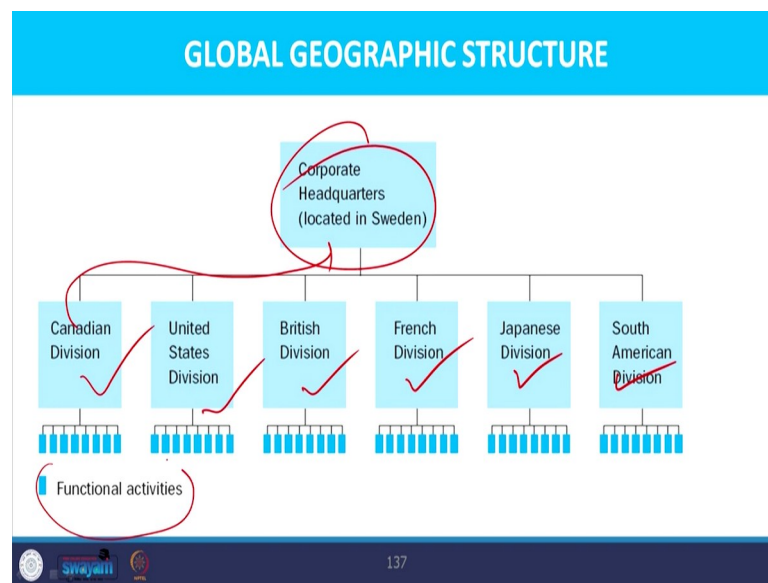 GLOBAL GEOGRAPHIC STRUCTURE
Corporate
Headquarters
(located in Sweden)
Canadian
Division
United
States
Division
British
Division
French
Division
Japanese
Division
South
American
Division
Functional activities
swayam
137